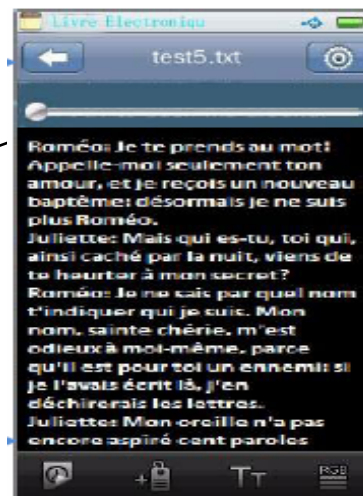 Livre Electroniqu
test5.txt
Roméo: Je te prends au mot!
Appelle-moi seulement ton
amour, et je reçois un nouveau
baptême: désormais je ne suis
plus Roméo.
Juliette: Mais qui es-tu, toi qui,
ainsi caché par la nuit, viens de
te heurter à mon secret?
Roméo: Je ne sais par quel nom
t'indiquer qui je suis. Mon
nom, sainte chérie, m'est
odieux à moi-même, parce
qu'il est pour toi un ennemi: si
je l'avais écrit là, j'en
déchirerais les lettres.
Juliette: Mon oreille n'a pas
encore aspiré cent paroles
TT
RGB